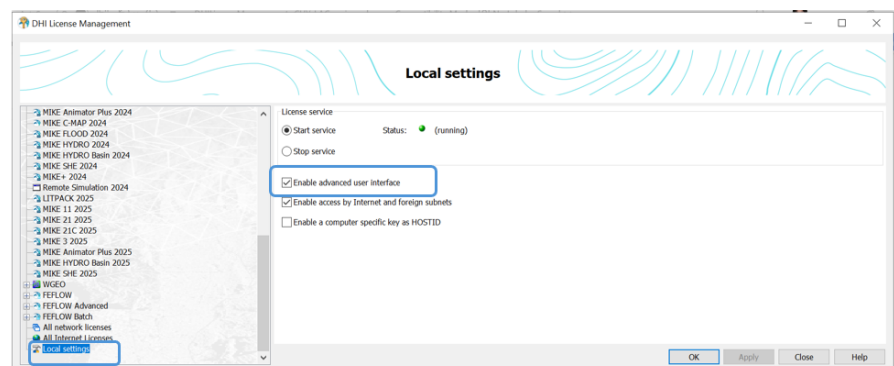 DHI License Management
Local settings
MIKE Animator Plus 2024
MIKE C-MAP 2024
MIKE FLOOD 2024
MIKE HYDRO 2024
MIKE HYDRO Basin 2024
MIKE SHE 2024
MIKE+ 2024
Remote Simulation 2024
LITPACK 2025
MIKE 11 2025
MIKE 21 2025
MIKE 21C 2025
MIKE 3 2025
MIKE Animator Plus 2025
MIKE HYDRO Basin 2025
MIKE SHE 2025
WGEO
FEFLOW
FEFLOW Advanced
FEFLOW Batch
All network licenses
All Internet Licenses
Local settings
License service
Start service Status: (running)
Stop service
Enable advanced user interface
Enable access by Internet and foreign subnets
Enable a computer specific key as HOSTID
OK Apply Close Help